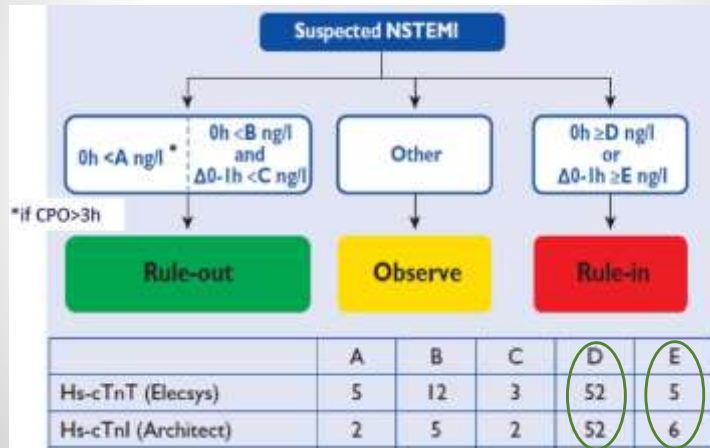 Suspected NSTEMI
0h <A ng/l *
0h <B ng/l
and
Δ0-1h <C ng/l
Other
0h ≥D ng/l
or
Δ0-1h ≥E ng/l
*if CPO>3h
Rule-out
Observe
Rule-in
A B C D E
Hs-cTnT (Elecsys) 5 12 3 52 5
Hs-cTnI (Architect) 2 5 2 52 6